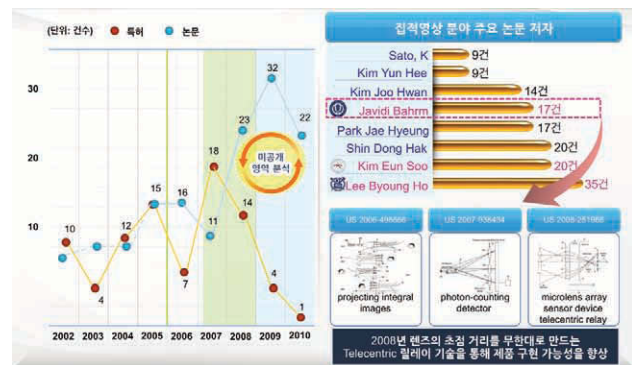 (단위: 건수) 특허 논문
30
20
10
10
4
12
15
16
7
18
11
23
14
32
4
22
1
미공개
영역 분석
2002 2003 2004 2005 2006 2007 2008 2009 2010
집적영상 분야 주요 논문 저자
Sato, K 9건
Kim Yun Hee 9건
Kim Joo Hwan 14건
Javidi Bahrm 17건
Park Jae Hyeung 17건
Shin Dong Hak 20건
Kim Eun Soo 20건
Lee Byoung Ho 35건
projecting integral
images
photon-counting
detector
microlens array
sensor device
telecentric relay
2008년 렌즈의 초점 거리를 무한대로 만드는
Telecentric 릴레이 기술을 통해 제품 구현 가능성을 향상